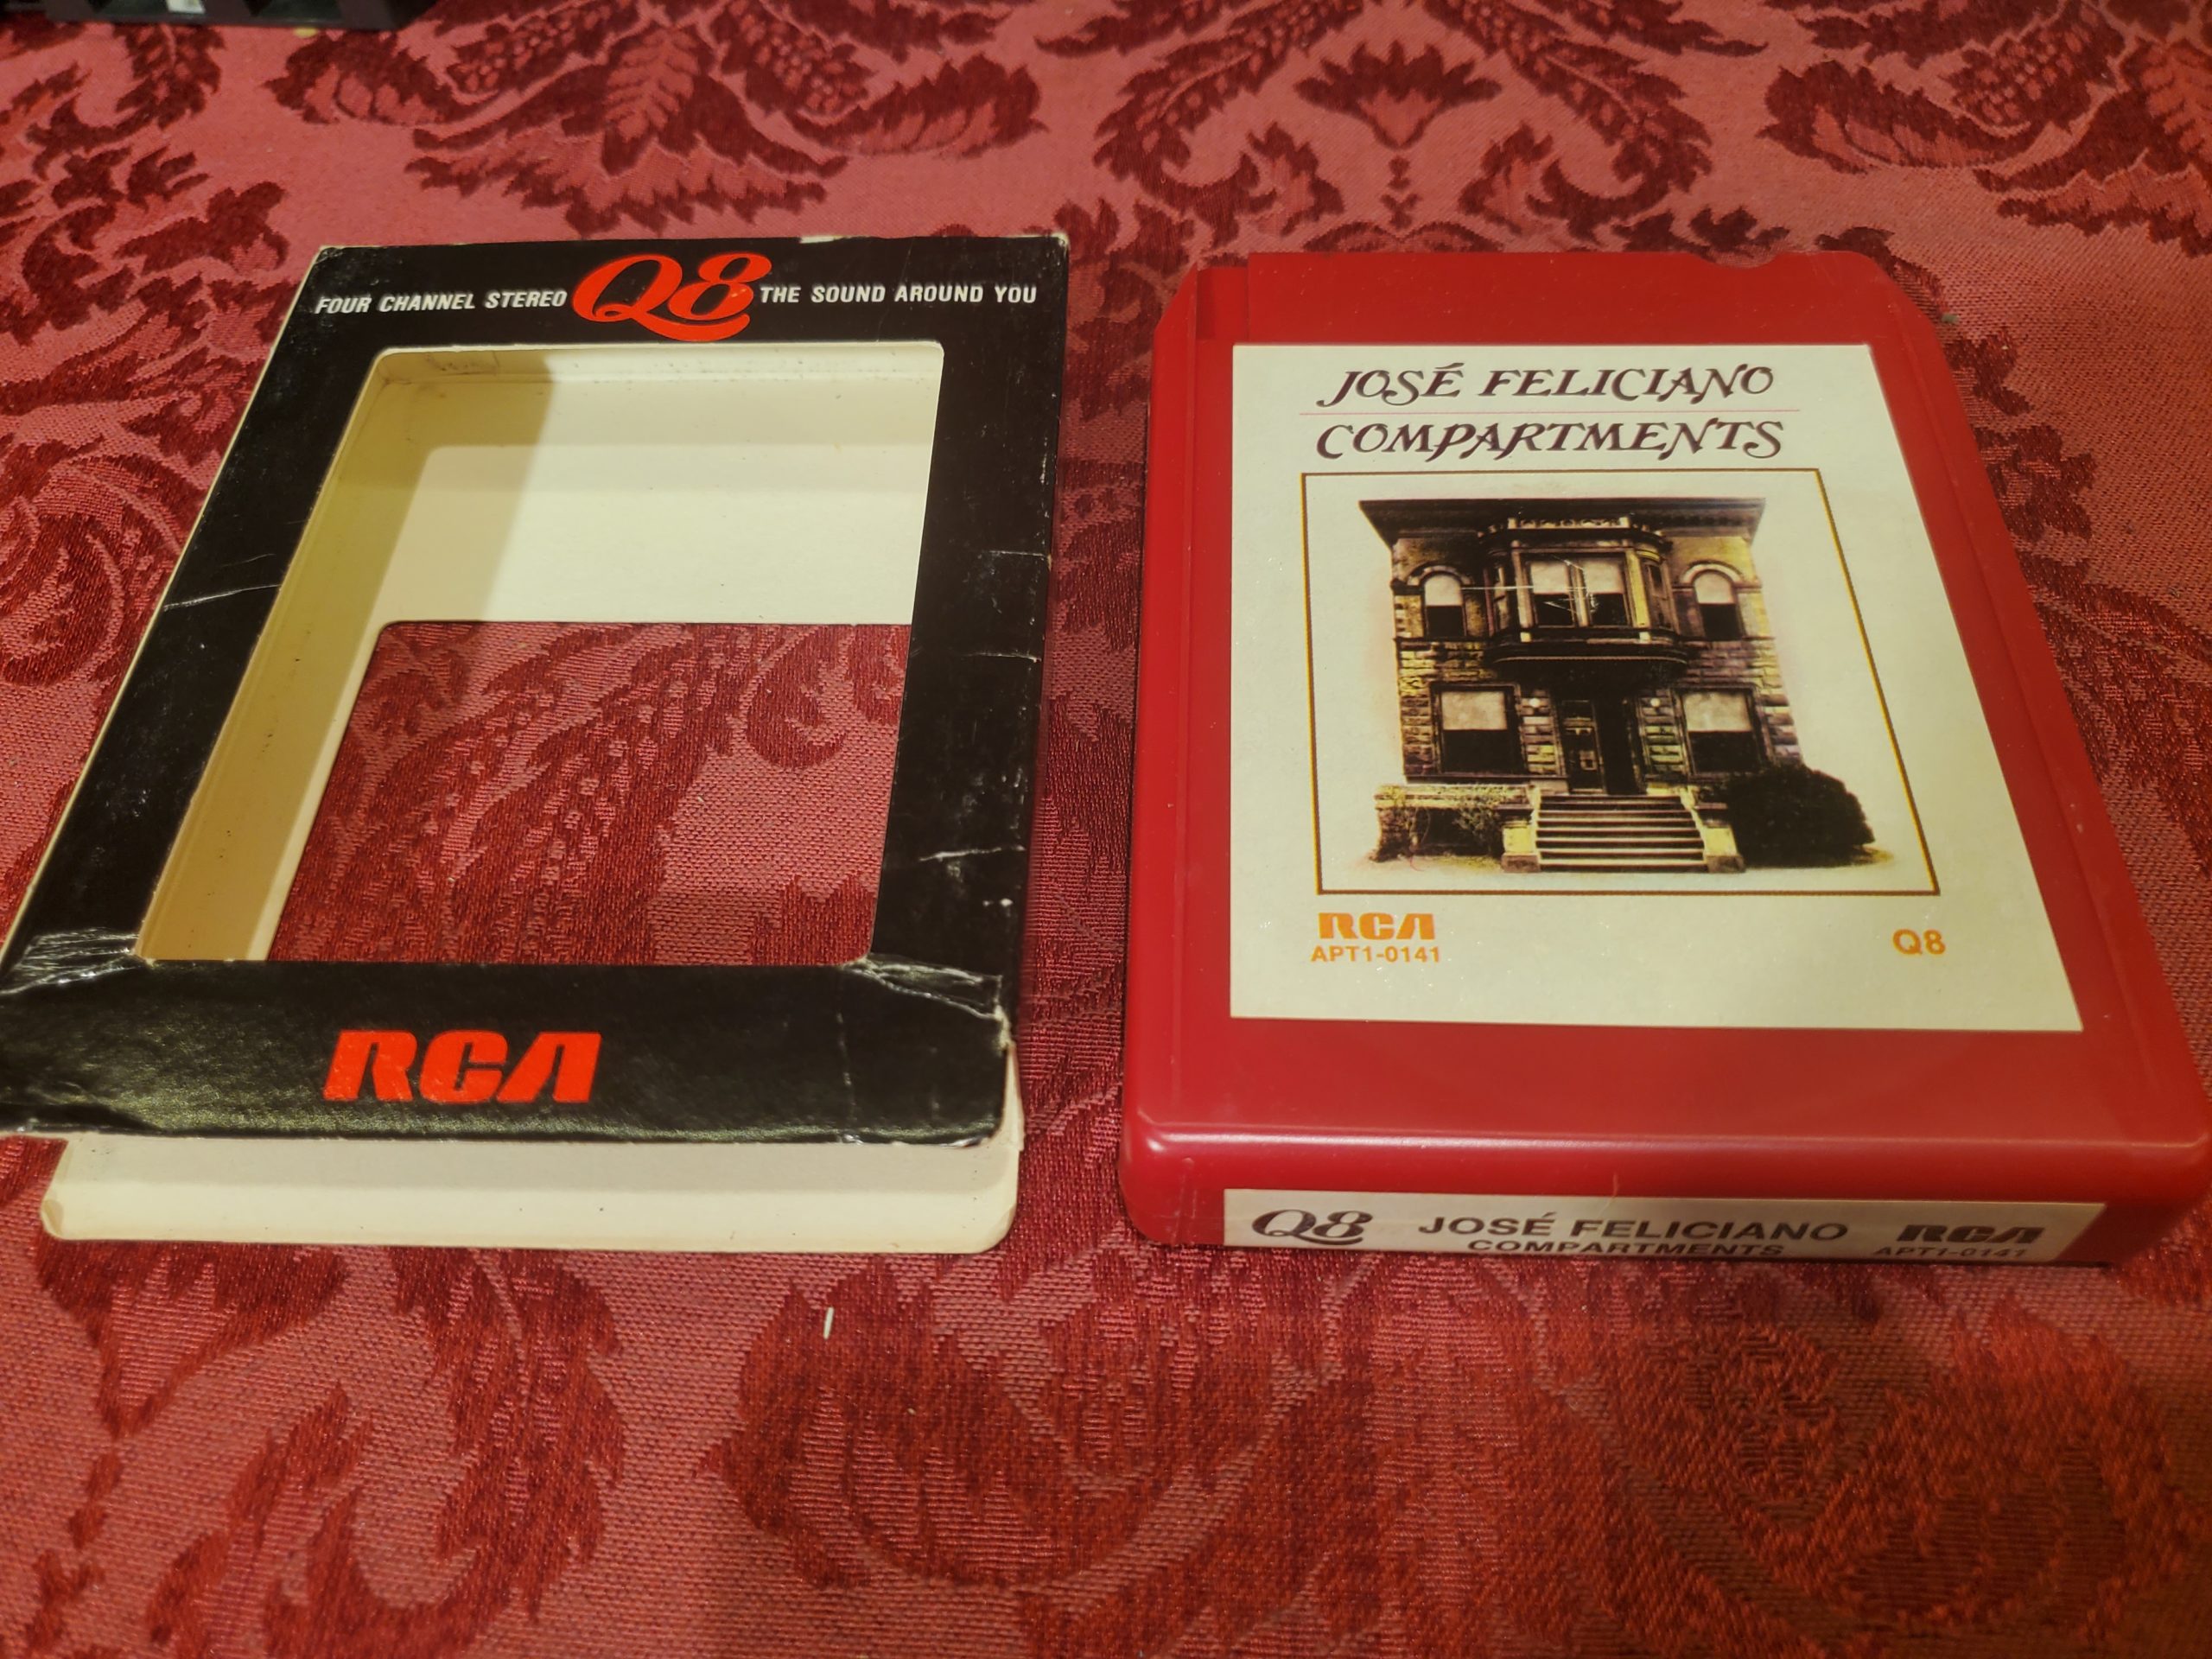 FOUR CHANNEL STEREO Q8 THE SOUND AROUND YOU
RCA
JOSÉ FELICIANO
COMPARTMENTS
RCA
APT1-0141
Q8
Q8 JOSÉ FELICIANO RCA
COMPARTMENTS APT1-0141